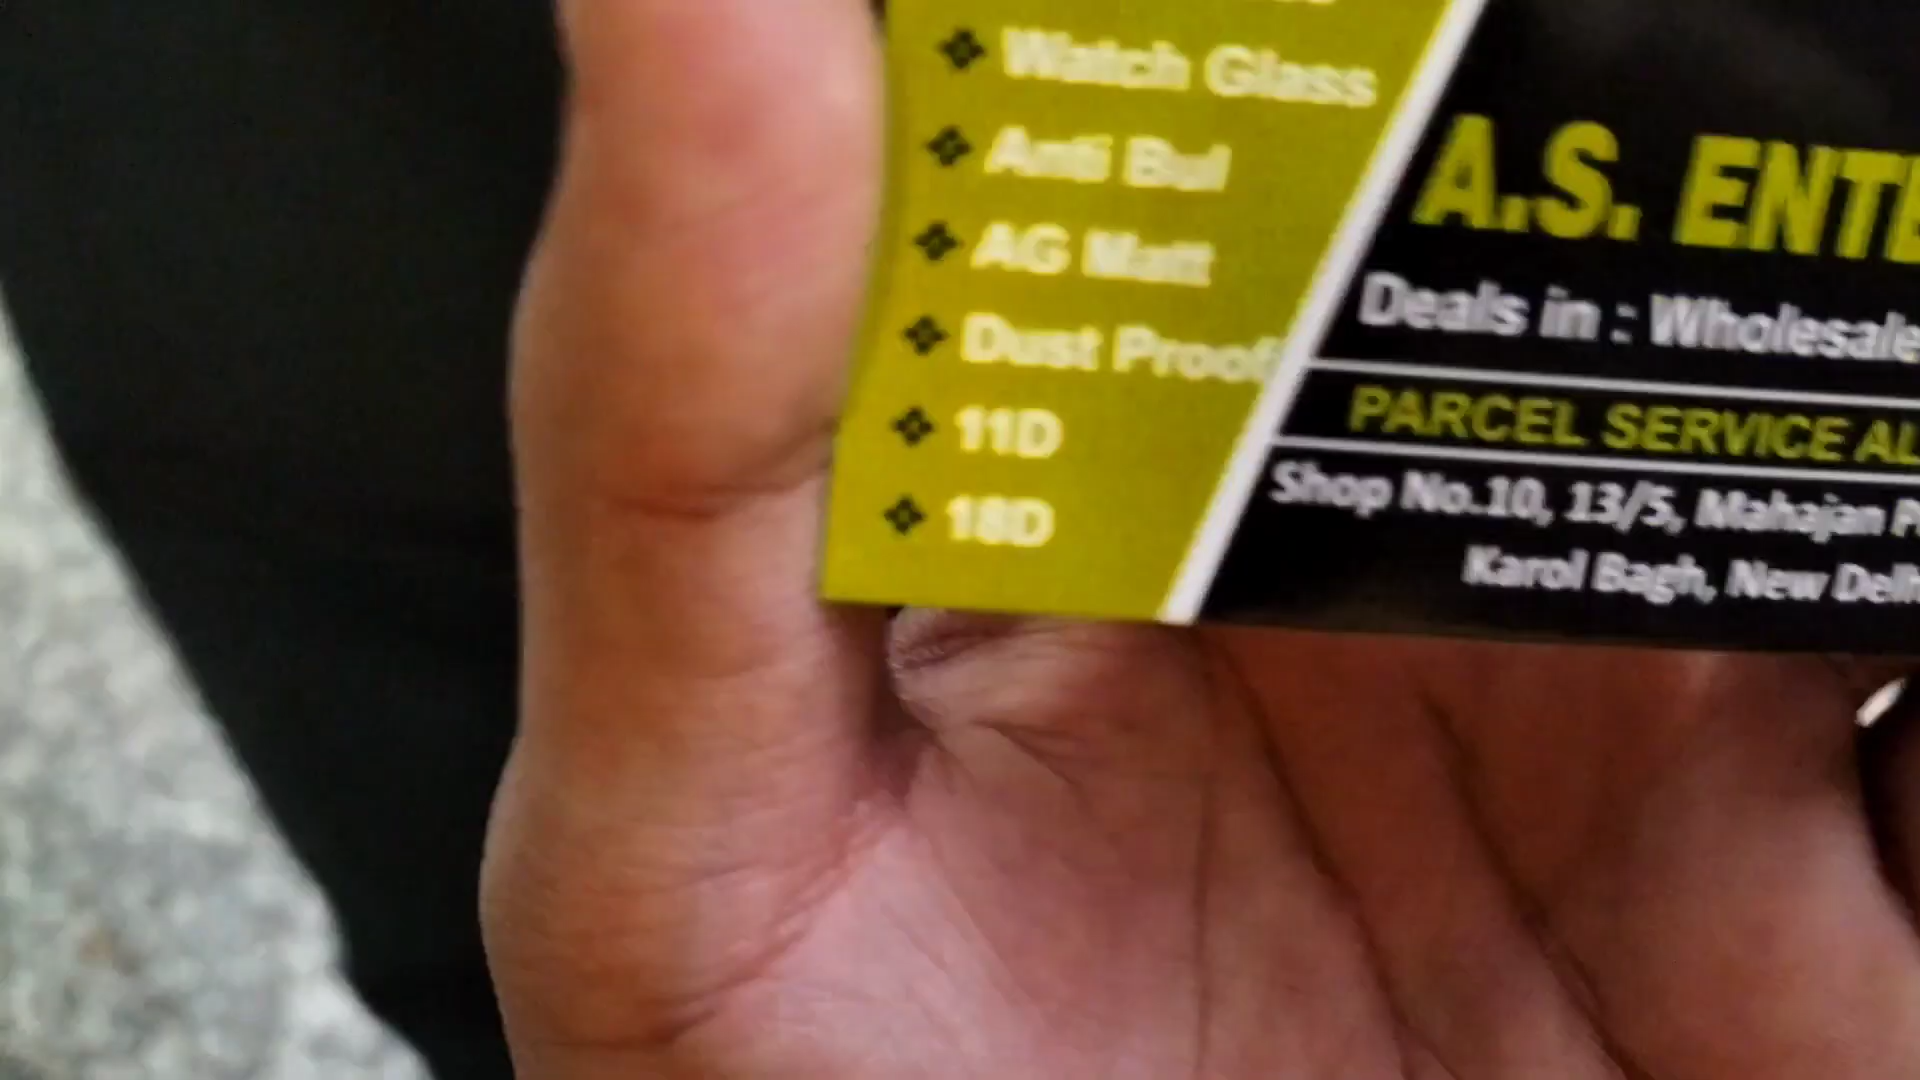 Watch Glass
Anti Bul
AG Matt
Dust Proof
11D
18D
A.S. ENTE
Deals in : Wholesale
PARCEL SERVICE AL
Shop No.10, 13/5, Mahajan P
Karol Bagh, New Delh